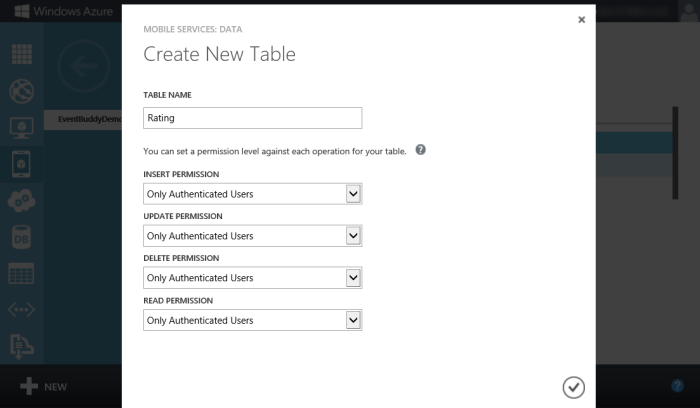 Windows Azure
MOBILE SERVICES: DATA
Create New Table
TABLE NAME
EventBuddyDemo
Rating
You can set a permission level against each operation for your table.
INSERT PERMISSION
Only Authenticated Users
UPDATE PERMISSION
Only Authenticated Users
DELETE PERMISSION
Only Authenticated Users
DB
READ PERMISSION
Only Authenticated Users
NEW